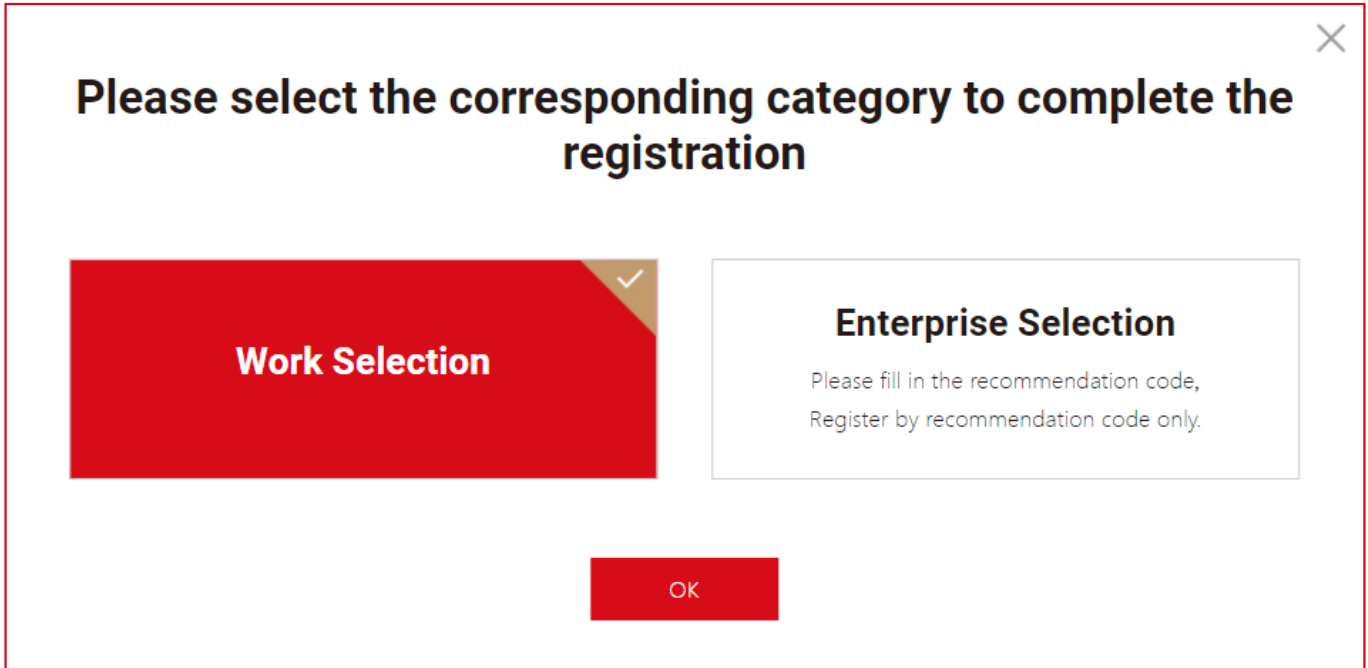 Please select the corresponding category to complete the
registration
Work Selection
Enterprise Selection
Please fill in the recommendation code,
Register by recommendation code only.
OK